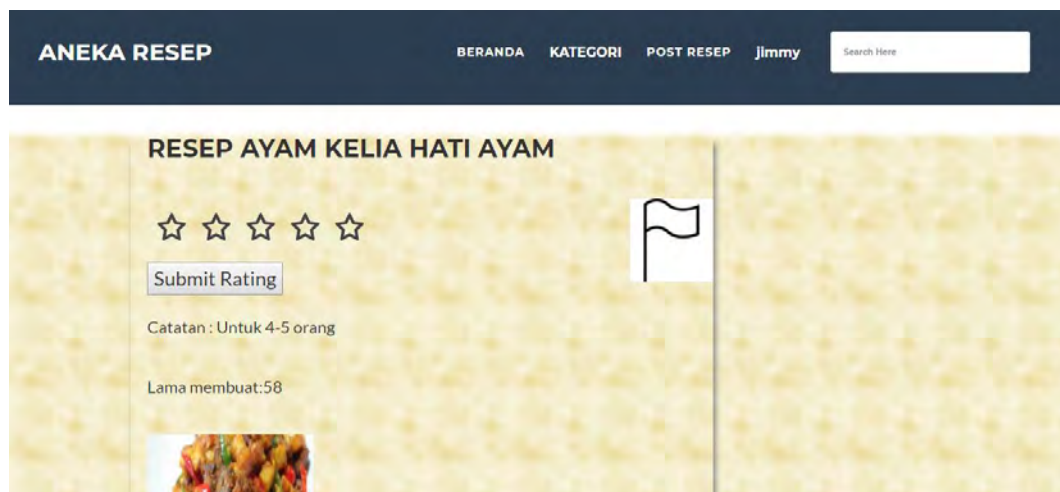 ANEKA RESEP
BERANDA KATEGORI POST RESEP jimmy Search Here
RESEP AYAM KELIA HATI AYAM
Submit Rating
Catatan : Untuk 4-5 orang
Lama membuat:58